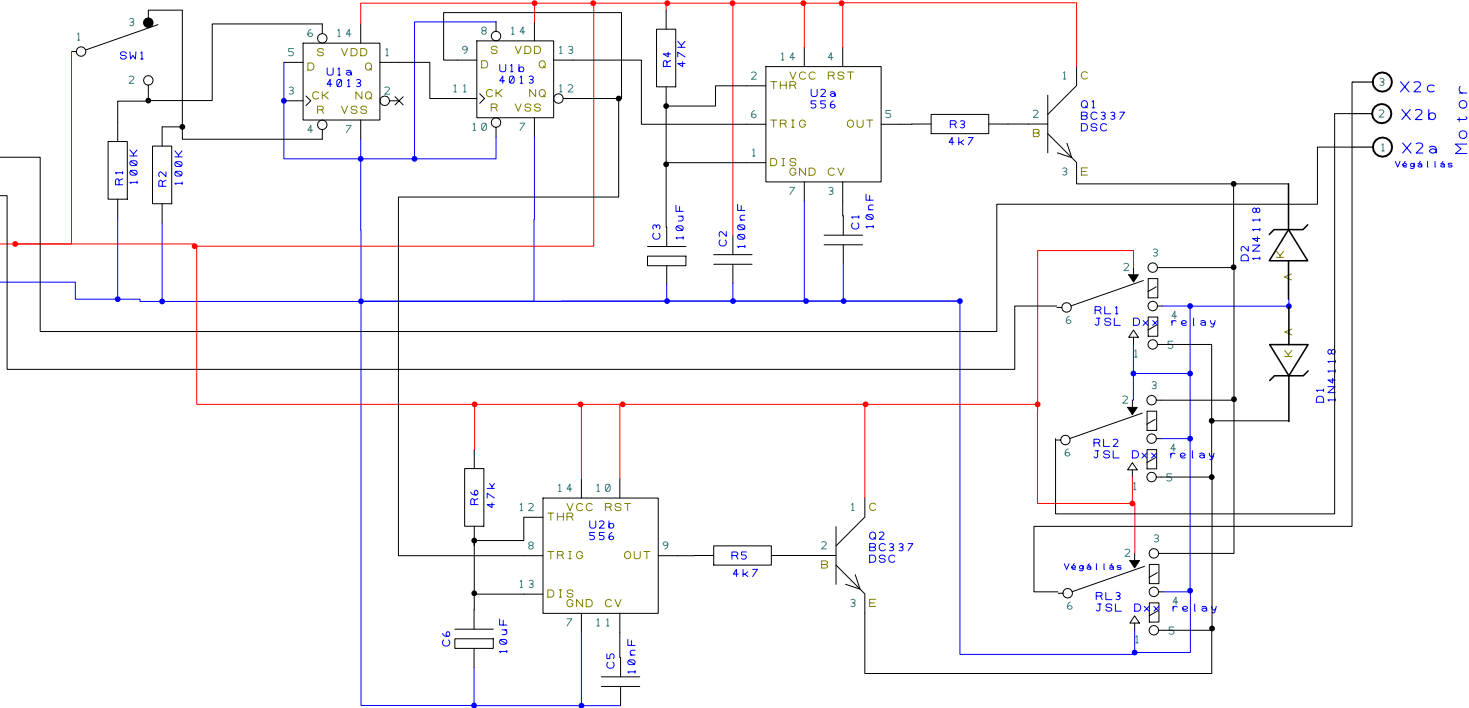 3
1
SW1
2
R1
100K
R2
100K
6
14
5
S
VDD
1
D
Q
U1a
4013
3
CK
NQ
2
R
VSS
4
7
8
14
9
S
VDD
13
D
Q
U1b
4013
11
CK
NQ
12
R
VSS
10
7
R4
47K
14
4
2
VCC
RST
THR
U2a
556
6
TRIG
OUT
5
1
DIS
GND
CV
7
3
C3
10uF
C2
100nF
C1
10nF
R3
4k7
1
C
Q1
BC337
DSC
2
B
3
E
3
X2c
2
X2b
1
X2a
Végállás
Motor
D2
1N4118
K
A
A
K
D1
1N4118
3
2
RL1
JSL Dxx relay
6
4
1
5
3
2
RL2
JSL Dxx relay
6
4
1
5
3
2
Végállás
RL3
JSL Dxx relay
6
4
1
5
R6
47k
14
10
12
VCC
RST
THR
U2b
556
8
TRIG
OUT
9
13
DIS
GND
CV
7
11
C6
10uF
C5
10nF
R5
4k7
1
C
Q2
BC337
DSC
2
B
3
E